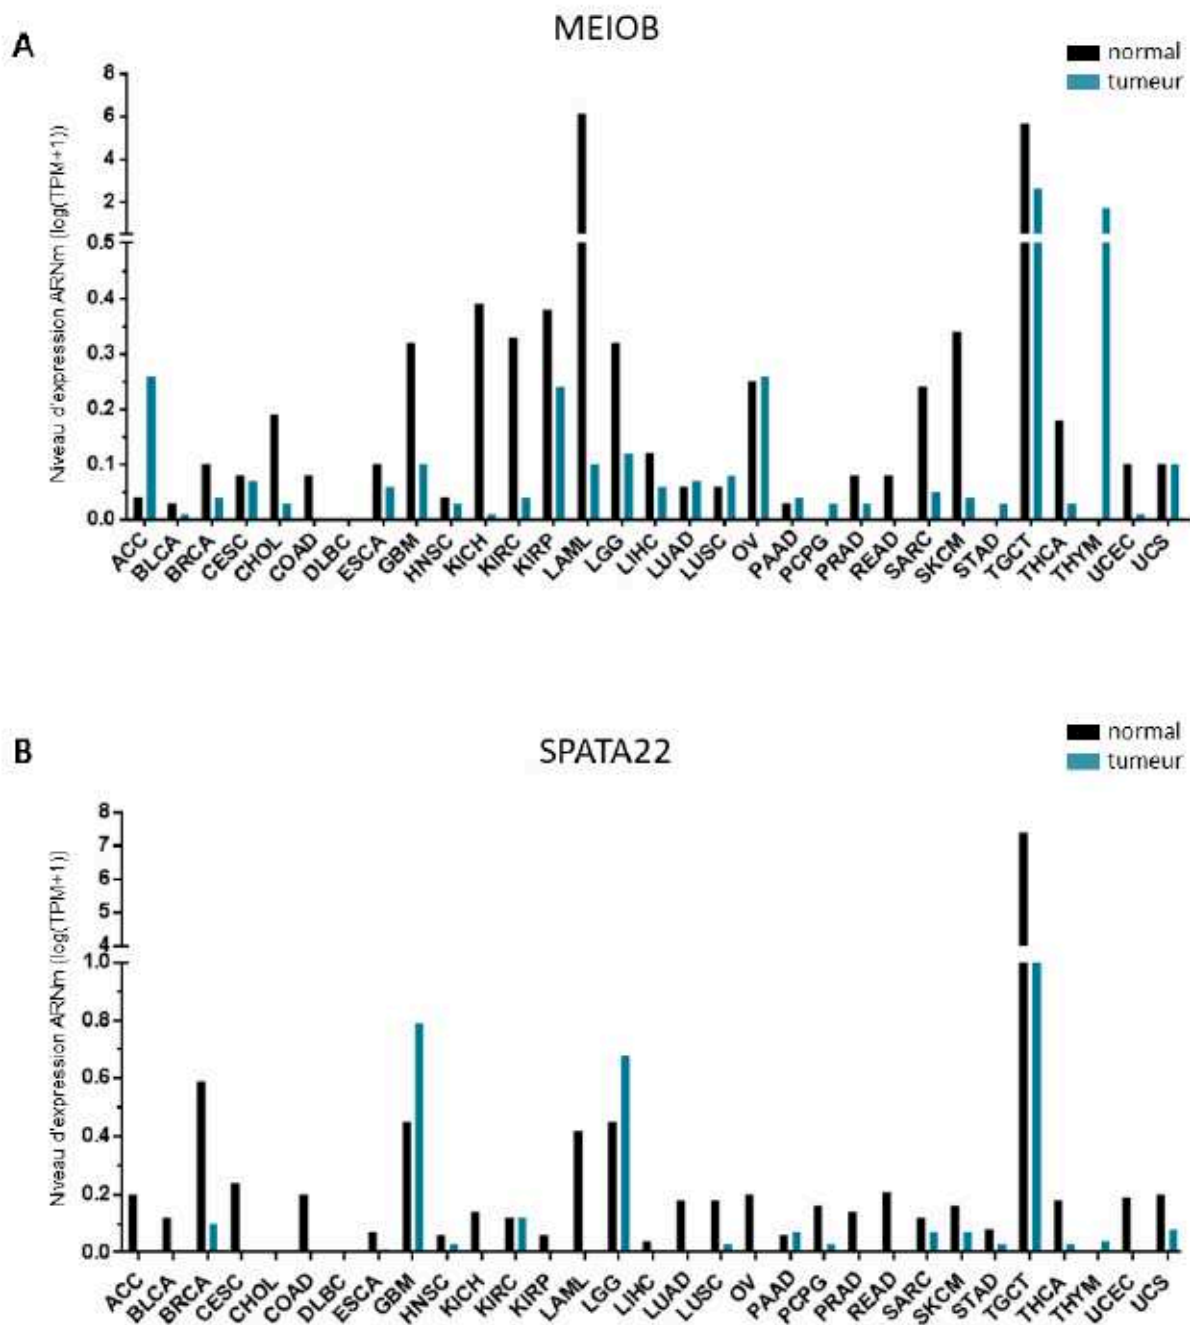 A
MEIOB
normal
tumeur
Niveau d'expression ARNm (log(TPM+1))
8
6
4
2
0.5
0.4
0.3
0.2
0.1
0.0
ACC BLCA BRCA CESC CHOL COAD DLBC ESCA GBM HNSC KICH KIRC KIRP LAML LGG LIHC LUAD LUSC OV PAAD PCPG PRAD READ SARC SKCM STAD TGCT THCA THYM UCEC UCS
B
SPATA22
normal
tumeur
Niveau d'expression ARNm (log(TPM+1))
8
7
6
5
4
1.0
0.8
0.6
0.4
0.2
0.0
ACC BLCA BRCA CESC CHOL COAD DLBC ESCA GBM HNSC KICH KIRC KIRP LAML LGG LIHC LUAD LUSC OV PAAD PCPG PRAD READ SARC SKCM STAD TGCT THCA THYM UCEC UCS